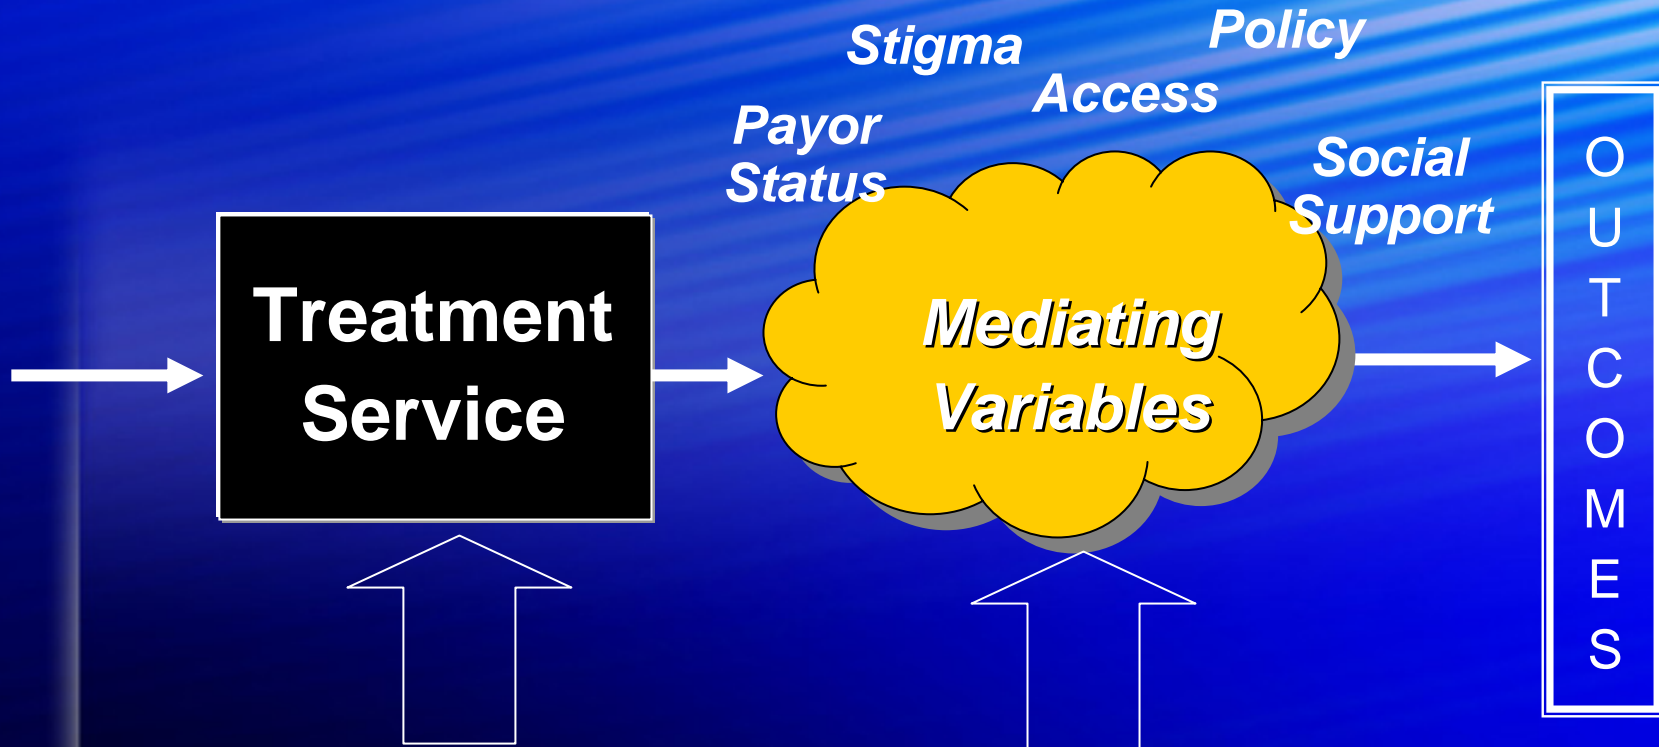 Stigma
Policy
Access
Payor
Status
Social
Support
Treatment
Service
Mediating
Variables
O
U
T
C
O
M
E
S